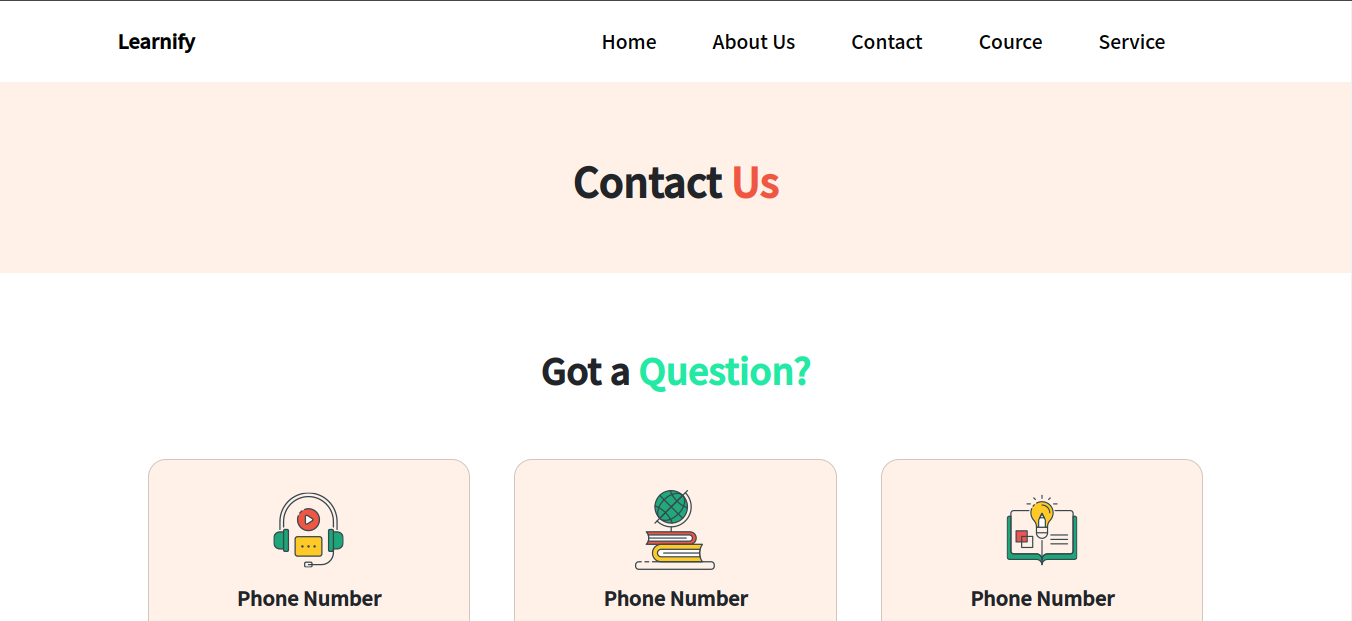 Learnify
Home About Us Contact Cource Service
Contact Us
Got a Question?
Phone Number Phone Number Phone Number